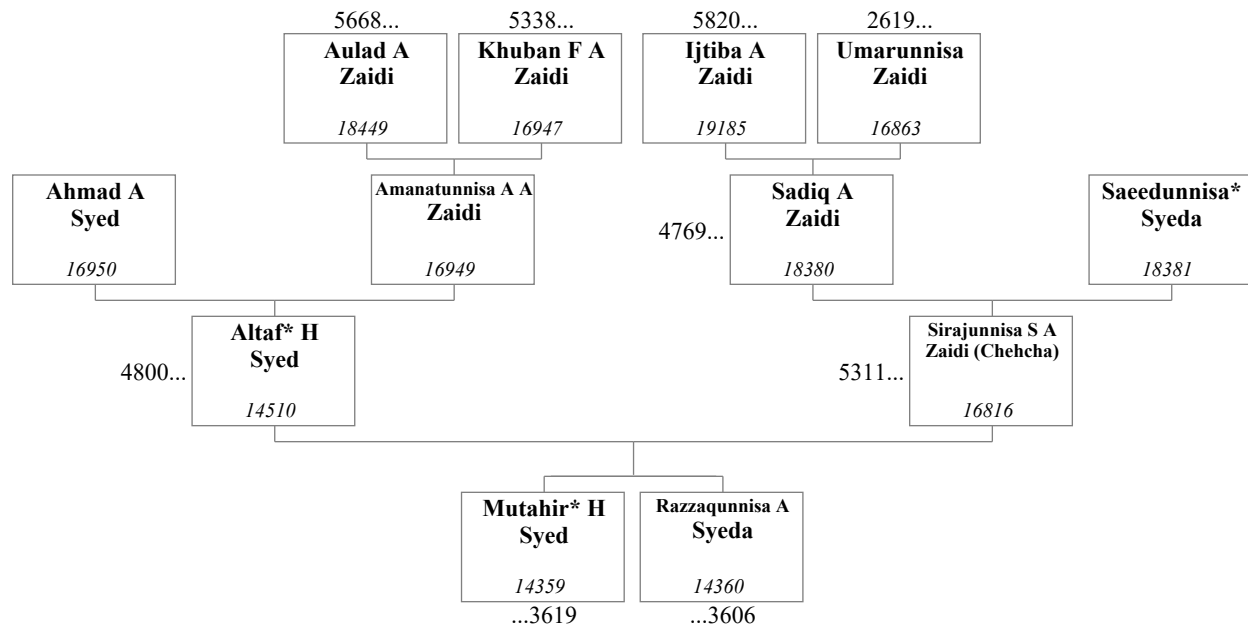 5668...
5338...
5820...
2619...
Aulad A
Zaidi
18449
Khuban F A
Zaidi
16947
Ijtiba A
Zaidi
19185
Umarunnisa
Zaidi
16863
Ahmad A
Syed
16950
Amanatunnisa A A
Zaidi
16949
4769...
Sadiq A
Zaidi
18380
Saeedunnisa*
Syeda
18381
4800...
Altaf* H
Syed
14510
5311...
Sirajunnisa S A
Zaidi (Chehcha)
16816
Mutahir* H
Syed
14359
Razzaqunnisa A
Syeda
14360
...3619
...3606